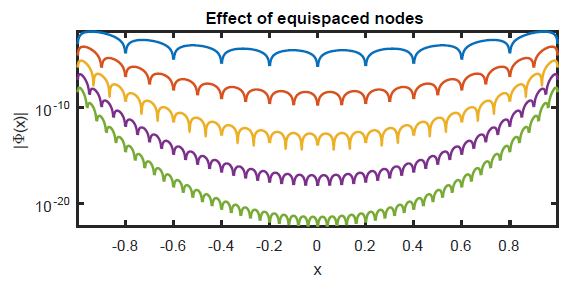 Effect of equispaced nodes
|Φ(x)|
10^-10
10^-20
-0.8 -0.6 -0.4 -0.2 0 0.2 0.4 0.6 0.8
x